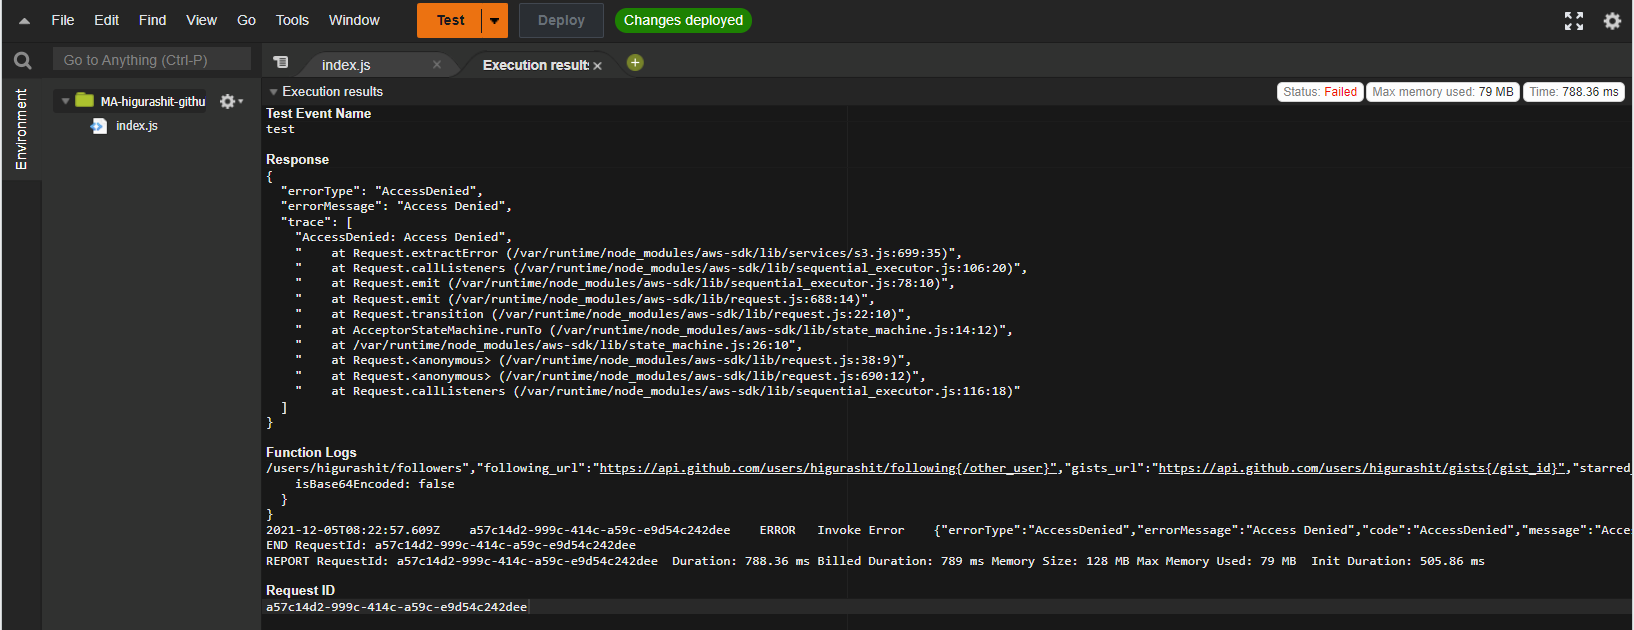 File Edit Find View Go Tools Window Test Deploy Changes deployed
Go to Anything (Ctrl-P)
index.js Execution results
Environment
MA-higurashit-githu
index.js
Execution results
Status: Failed Max memory used: 79 MB Time: 788.36 ms
Test Event Name
test
Response
{
  "errorType": "AccessDenied",
  "errorMessage": "Access Denied",
  "trace": [
    "AccessDenied: Access Denied",
    "    at Request.extractError (/var/runtime/node_modules/aws-sdk/lib/services/s3.js:699:35)",
    "    at Request.callListeners (/var/runtime/node_modules/aws-sdk/lib/sequential_executor.js:106:20)",
    "    at Request.emit (/var/runtime/node_modules/aws-sdk/lib/sequential_executor.js:78:10)",
    "    at Request.emit (/var/runtime/node_modules/aws-sdk/lib/request.js:688:14)",
    "    at Request.transition (/var/runtime/node_modules/aws-sdk/lib/request.js:22:10)",
    "    at AcceptorStateMachine.runTo (/var/runtime/node_modules/aws-sdk/lib/state_machine.js:14:12)",
    "    at /var/runtime/node_modules/aws-sdk/lib/state_machine.js:26:10",
    "    at Request.<anonymous> (/var/runtime/node_modules/aws-sdk/lib/request.js:38:9)",
    "    at Request.<anonymous> (/var/runtime/node_modules/aws-sdk/lib/request.js:690:12)",
    "    at Request.callListeners (/var/runtime/node_modules/aws-sdk/lib/sequential_executor.js:116:18)"
  ]
}
Function Logs
/users/higurashit/followers","following_url":"https://api.github.com/users/higurashit/following{/other_user}","gists_url":"https://api.github.com/users/higurashit/gists{/gist_id}","starred_
    isBase64Encoded: false
  }
}
2021-12-05T08:22:57.609Z    a57c14d2-999c-414c-a59c-e9d54c242dee    ERROR   Invoke Error    {"errorType":"AccessDenied","errorMessage":"Access Denied","code":"AccessDenied","message":"Acce
END RequestId: a57c14d2-999c-414c-a59c-e9d54c242dee
REPORT RequestId: a57c14d2-999c-414c-a59c-e9d54c242dee  Duration: 788.36 ms Billed Duration: 789 ms Memory Size: 128 MB Max Memory Used: 79 MB  Init Duration: 505.86 ms
Request ID
a57c14d2-999c-414c-a59c-e9d54c242dee